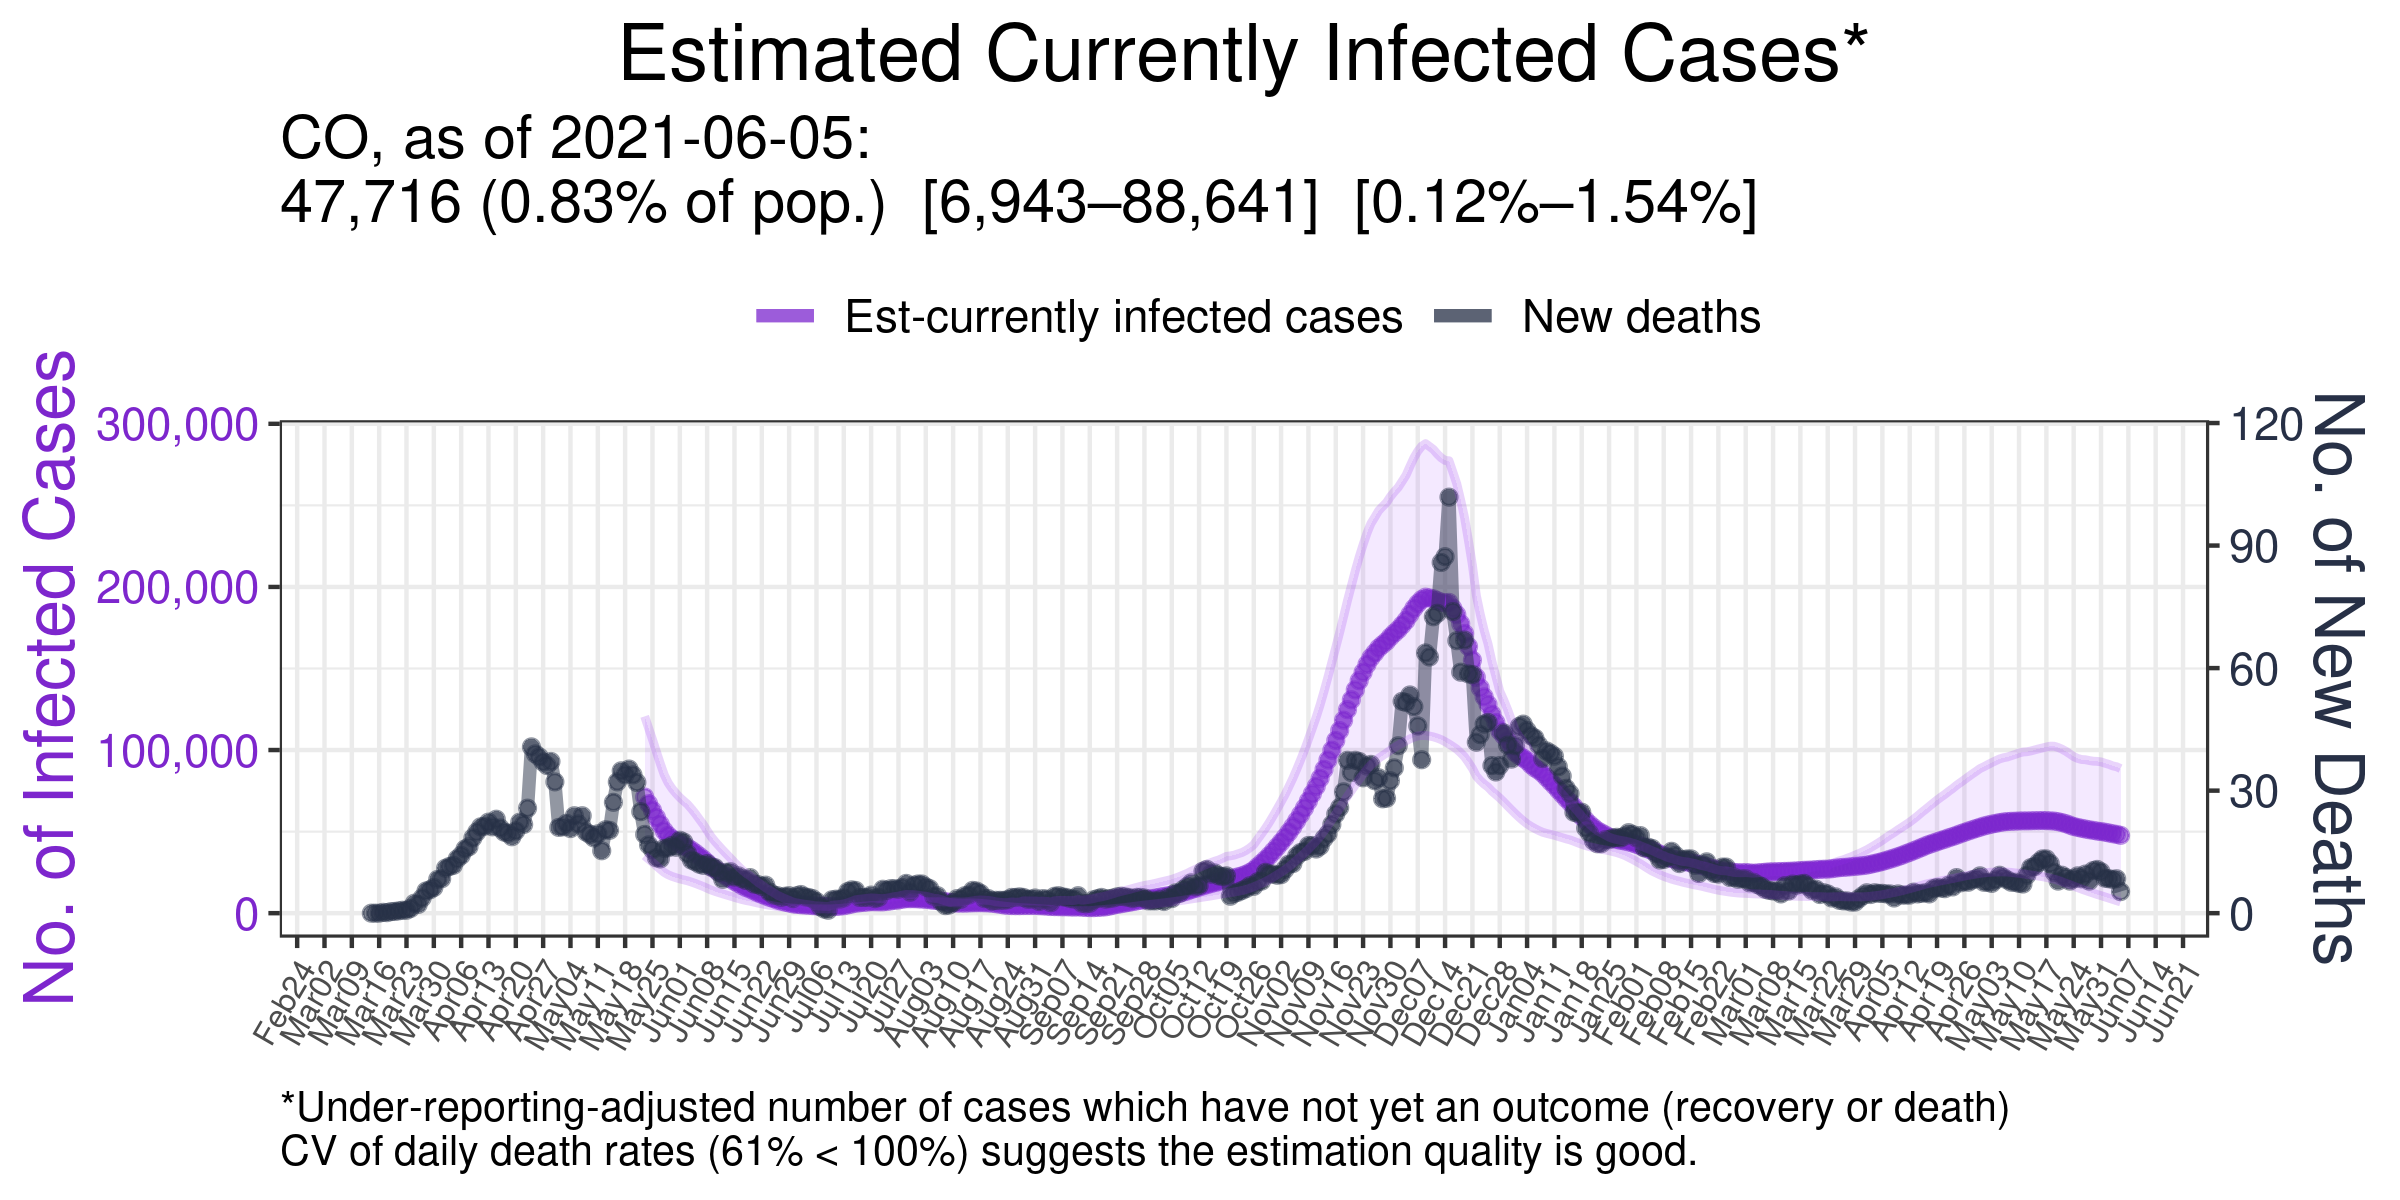 Estimated Currently Infected Cases*
CO, as of 2021-06-05:
47,716 (0.83% of pop.) [6,943–88,641] [0.12%–1.54%]
Est-currently infected cases
New deaths
No. of Infected Cases
300,000
200,000
100,000
0
120
90
60
30
0
No. of New Deaths
Feb24
Mar02
Mar09
Mar16
Mar23
Mar30
Apr06
Apr13
Apr20
Apr27
May04
May11
May18
May25
Jun01
Jun08
Jun15
Jun22
Jun29
Jul06
Jul13
Jul20
Jul27
Aug03
Aug10
Aug17
Aug24
Aug31
Sep07
Sep14
Sep21
Sep28
Oct05
Oct12
Oct19
Oct26
Nov02
Nov09
Nov16
Nov23
Nov30
Dec07
Dec14
Dec21
Dec28
Jan04
Jan11
Jan18
Jan25
Feb01
Feb08
Feb15
Feb22
Mar01
Mar08
Mar15
Mar22
Mar29
Apr05
Apr12
Apr19
Apr26
May03
May10
May17
May24
May31
Jun07
Jun14
Jun21
*Under-reporting-adjusted number of cases which have not yet an outcome (recovery or death)
CV of daily death rates (61% < 100%) suggests the estimation quality is good.